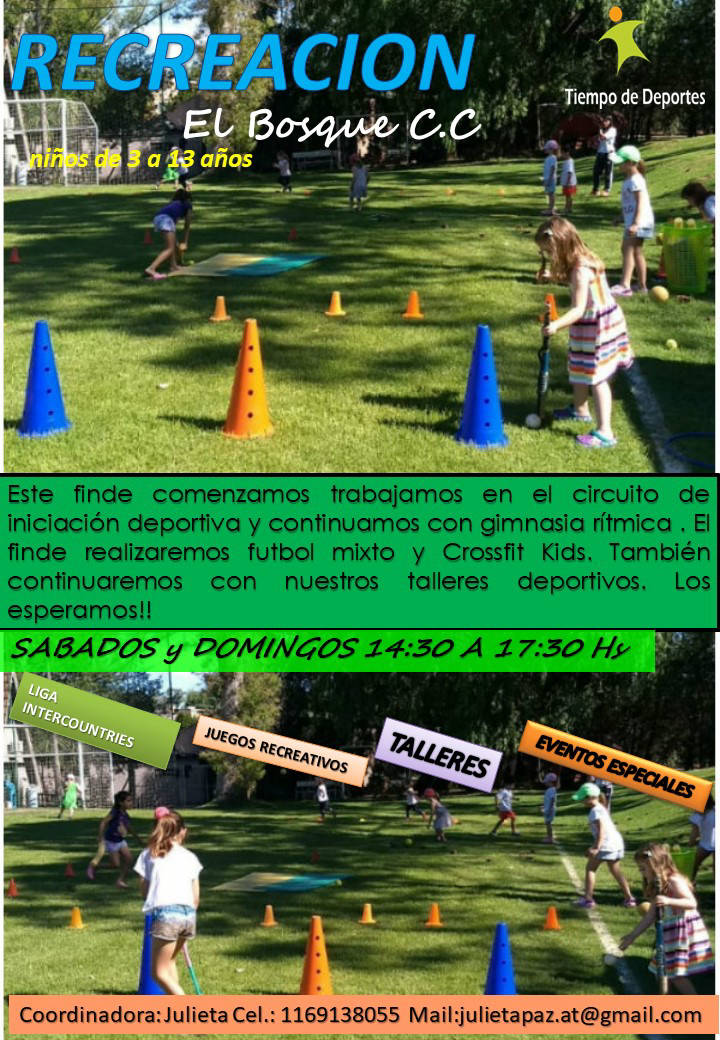 RECREACION
El Bosque C.C
niños de 3 a 13 años
Tiempo de Deportes
Este finde comenzamos trabajamos en el circuito de
iniciación deportiva y continuamos con gimnasia rítmica . El
finde realizaremos futbol mixto y Crossfit Kids. También
continuaremos con nuestros talleres deportivos. Los
esperamos!!
SABADOS y DOMINGOS 14:30 A 17:30 Hs
LIGA
INTERCOUNTRIES
JUEGOS RECREATIVOS
TALLERES
EVENTOS ESPECIALES
Coordinadora: Julieta Cel.: 1169138055 Mail:julietapaz.at@gmail.com